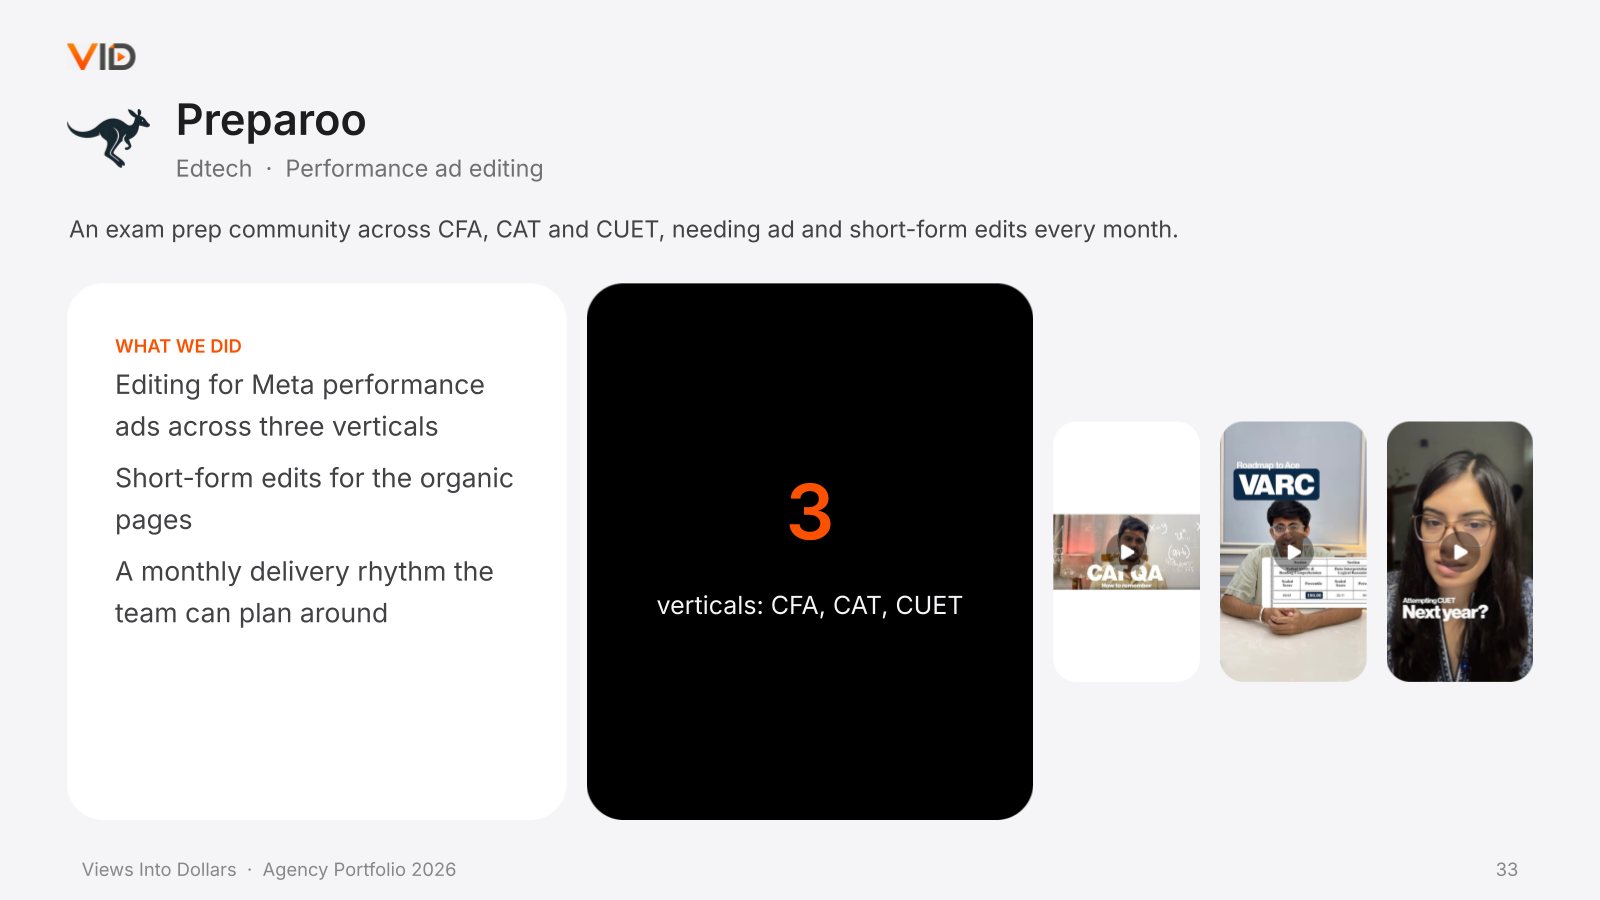 VID
Preparoo
Edtech · Performance ad editing
An exam prep community across CFA, CAT and CUET, needing ad and short-form edits every month.
WHAT WE DID
Editing for Meta performance
ads across three verticals
Short-form edits for the organic
pages
A monthly delivery rhythm the
team can plan around
3
verticals: CFA, CAT, CUET
CAT QA
How to remember
Roadmap to Ace
VARC
Attempting CUET
Next year?
Views Into Dollars · Agency Portfolio 2026
33